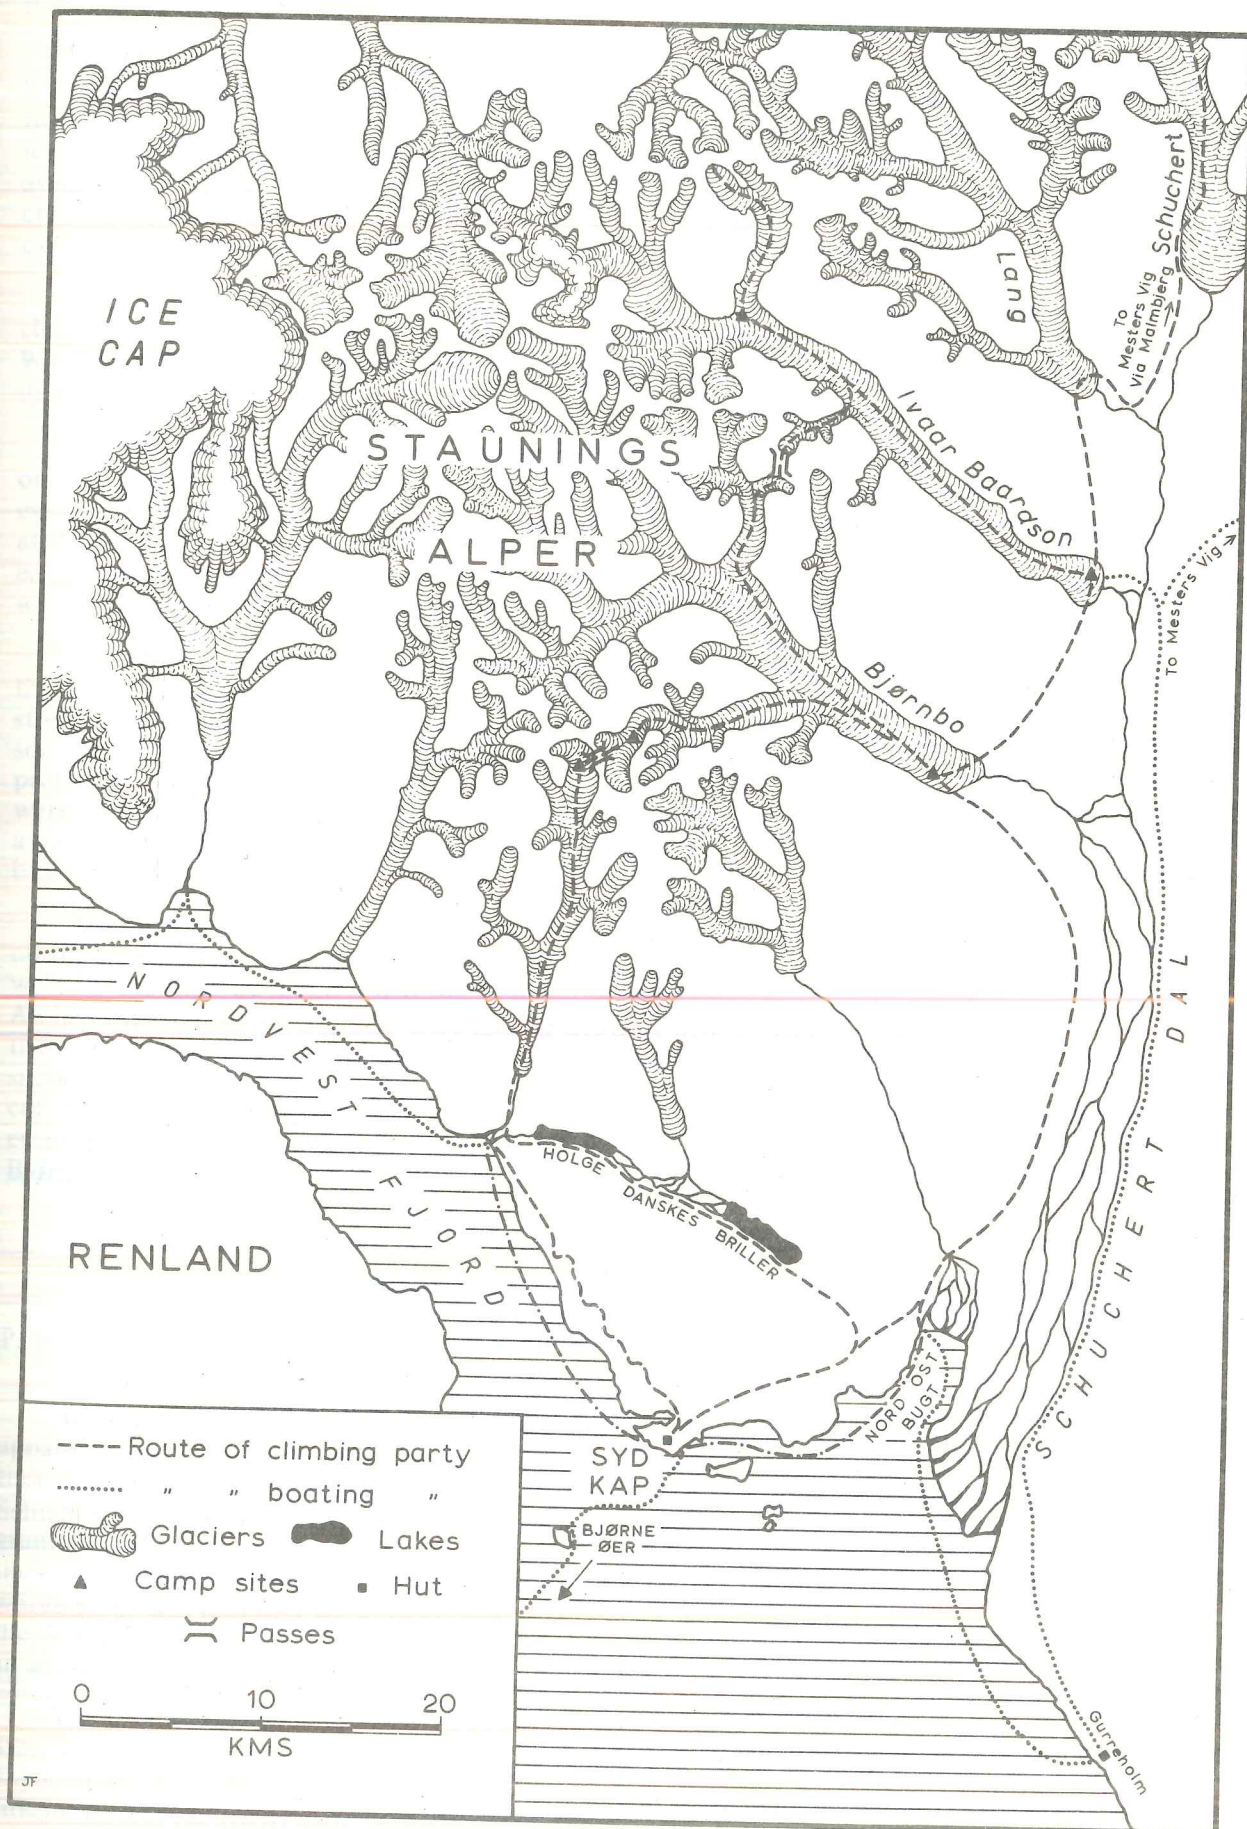 ICE
CAP
STAUNINGS
ALPER
Lang
Schuchert
To
Mesters Vig
Via Malmbjerg
Ivaar Baardson
To Mesters Vig
Bjørnbo
NORDVEST FJORD
HOLGE DANSKES BRILLER
RENLAND
SCHUCHERT DAL
NORD OST
BUGT
SYD
KAP
BJØRNE
ØER
Gurreholm
Route of climbing party
" " boating "
Glaciers Lakes
Camp sites Hut
Passes
0 10 20
KMS
JF